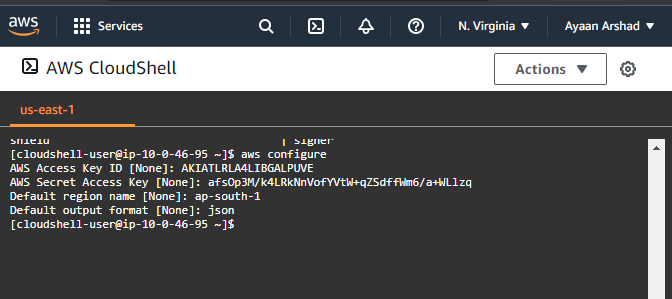 aws
Services
N. Virginia
Ayaan Arshad
AWS CloudShell
Actions
us-east-1
shield | signer
[cloudshell-user@ip-10-0-46-95 ~]$ aws configure
AWS Access Key ID [None]: AKIATLRLA4LIBGALPUVE
AWS Secret Access Key [None]: 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
Default region name [None]: ap-south-1
Default output format [None]: json
[cloudshell-user@ip-10-0-46-95 ~]$